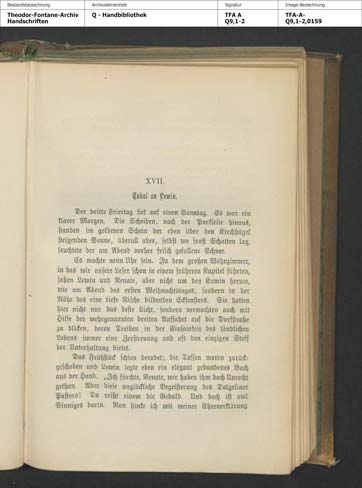 Bestandsbezeichnung
Archivalieneinheit
Signatur
Image-Bezeichnung
Theodor-Fontane-Archiv
Handschriften
Q - Handbibliothek
TFA A
Q9,1-2
TFA-A-
Q9,1-2,0159
XVII.
Tubal an Lewin.
Der dritte Feiertag fiel auf einen Sonntag. Es war ein
klarer Morgen. Die Scheiben, nach der Parkseite hinaus,
standen im goldenen Schein der eben über den Kirchhügel
steigenden Sonne, überall aber, selbst wo sonst Schatten lag,
leuchtete der am Abend vorher frisch gefallene Schnee.
Es mochte neun Uhr sein. In dem großen Wohnzimmer,
in das wir unsere Leser schon in einem früheren Kapitel führten,
saßen Lewin und Renate, aber nicht um den Kamin herum,
wie am Abend des ersten Weihnachtstages, sondern in der
Nähe des eine tiefe Nische bildenden Eckfensters. Sie hatten
hier nicht nur das beste Licht, sondern vermochten auch mit
Hilfe der mehrgenannten breiten Auffahrt auf die Dorfstraße
zu blicken, deren Treiben in der Einsamkeit des ländlichen
Lebens immer eine Zerstreuung und oft den einzigen Stoff
der Unterhaltung bietet.
Das Frühstück schien beendet; die Tassen waren zurück-
geschoben und Lewin legte eben ein elegant gebundenes Buch
aus der Hand. „Ich fürchte, Renate, wir haben ihm doch Unrecht
gethan. Aber diese unglückliche Begeisterung des Dolgeliner
Pastors! Da reißt einem die Geduld. Und doch ist viel
Sinniges darin. Nun hinke ich mit meiner Ehrenerklärung